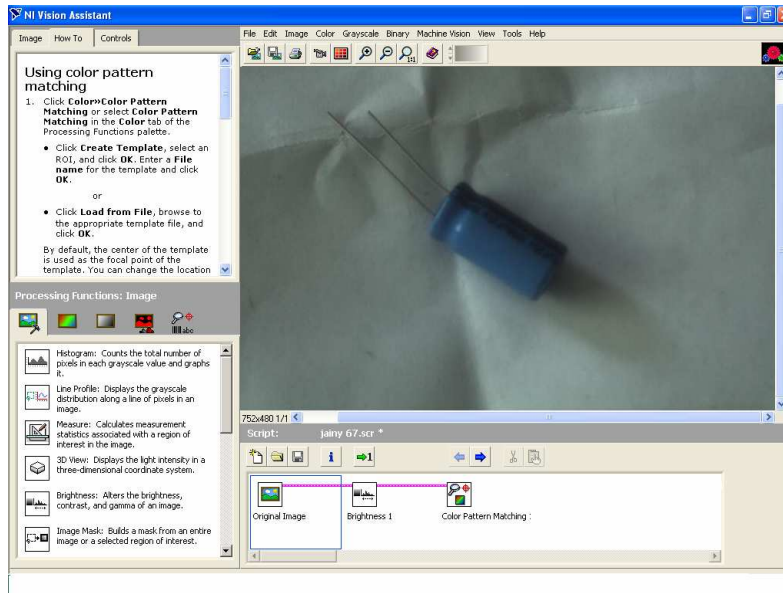 NI Vision Assistant
Image How To Controls
File Edit Image Color Grayscale Binary Machine Vision View Tools Help
Using color pattern
matching
1. Click Color»Color Pattern
Matching or select Color Pattern
Matching in the Color tab of the
Processing Functions palette.
• Click Create Template, select an
ROI, and click OK. Enter a File
name for the template and click
OK.
or
• Click Load from File, browse to
the appropriate template file, and
click OK.
By default, the center of the template
is used as the focal point of the
template. You can change the location
Processing Functions: Image
abc
Histogram: Counts the total number of
pixels in each grayscale value and graphs
it.
Line Profile: Displays the grayscale
distribution along a line of pixels in an
image.
Measure: Calculates measurement
statistics associated with a region of
interest in the image.
3D View: Displays the light intensity in a
three-dimensional coordinate system.
Brightness: Alters the brightness,
contrast, and gamma of an image.
Image Mask: Builds a mask from an entire
image or a selected region of interest.
1:1
752x480 1/1
Script: jainy 67.scr *
i 1
Original Image Brightness 1 Color Pattern Matching :